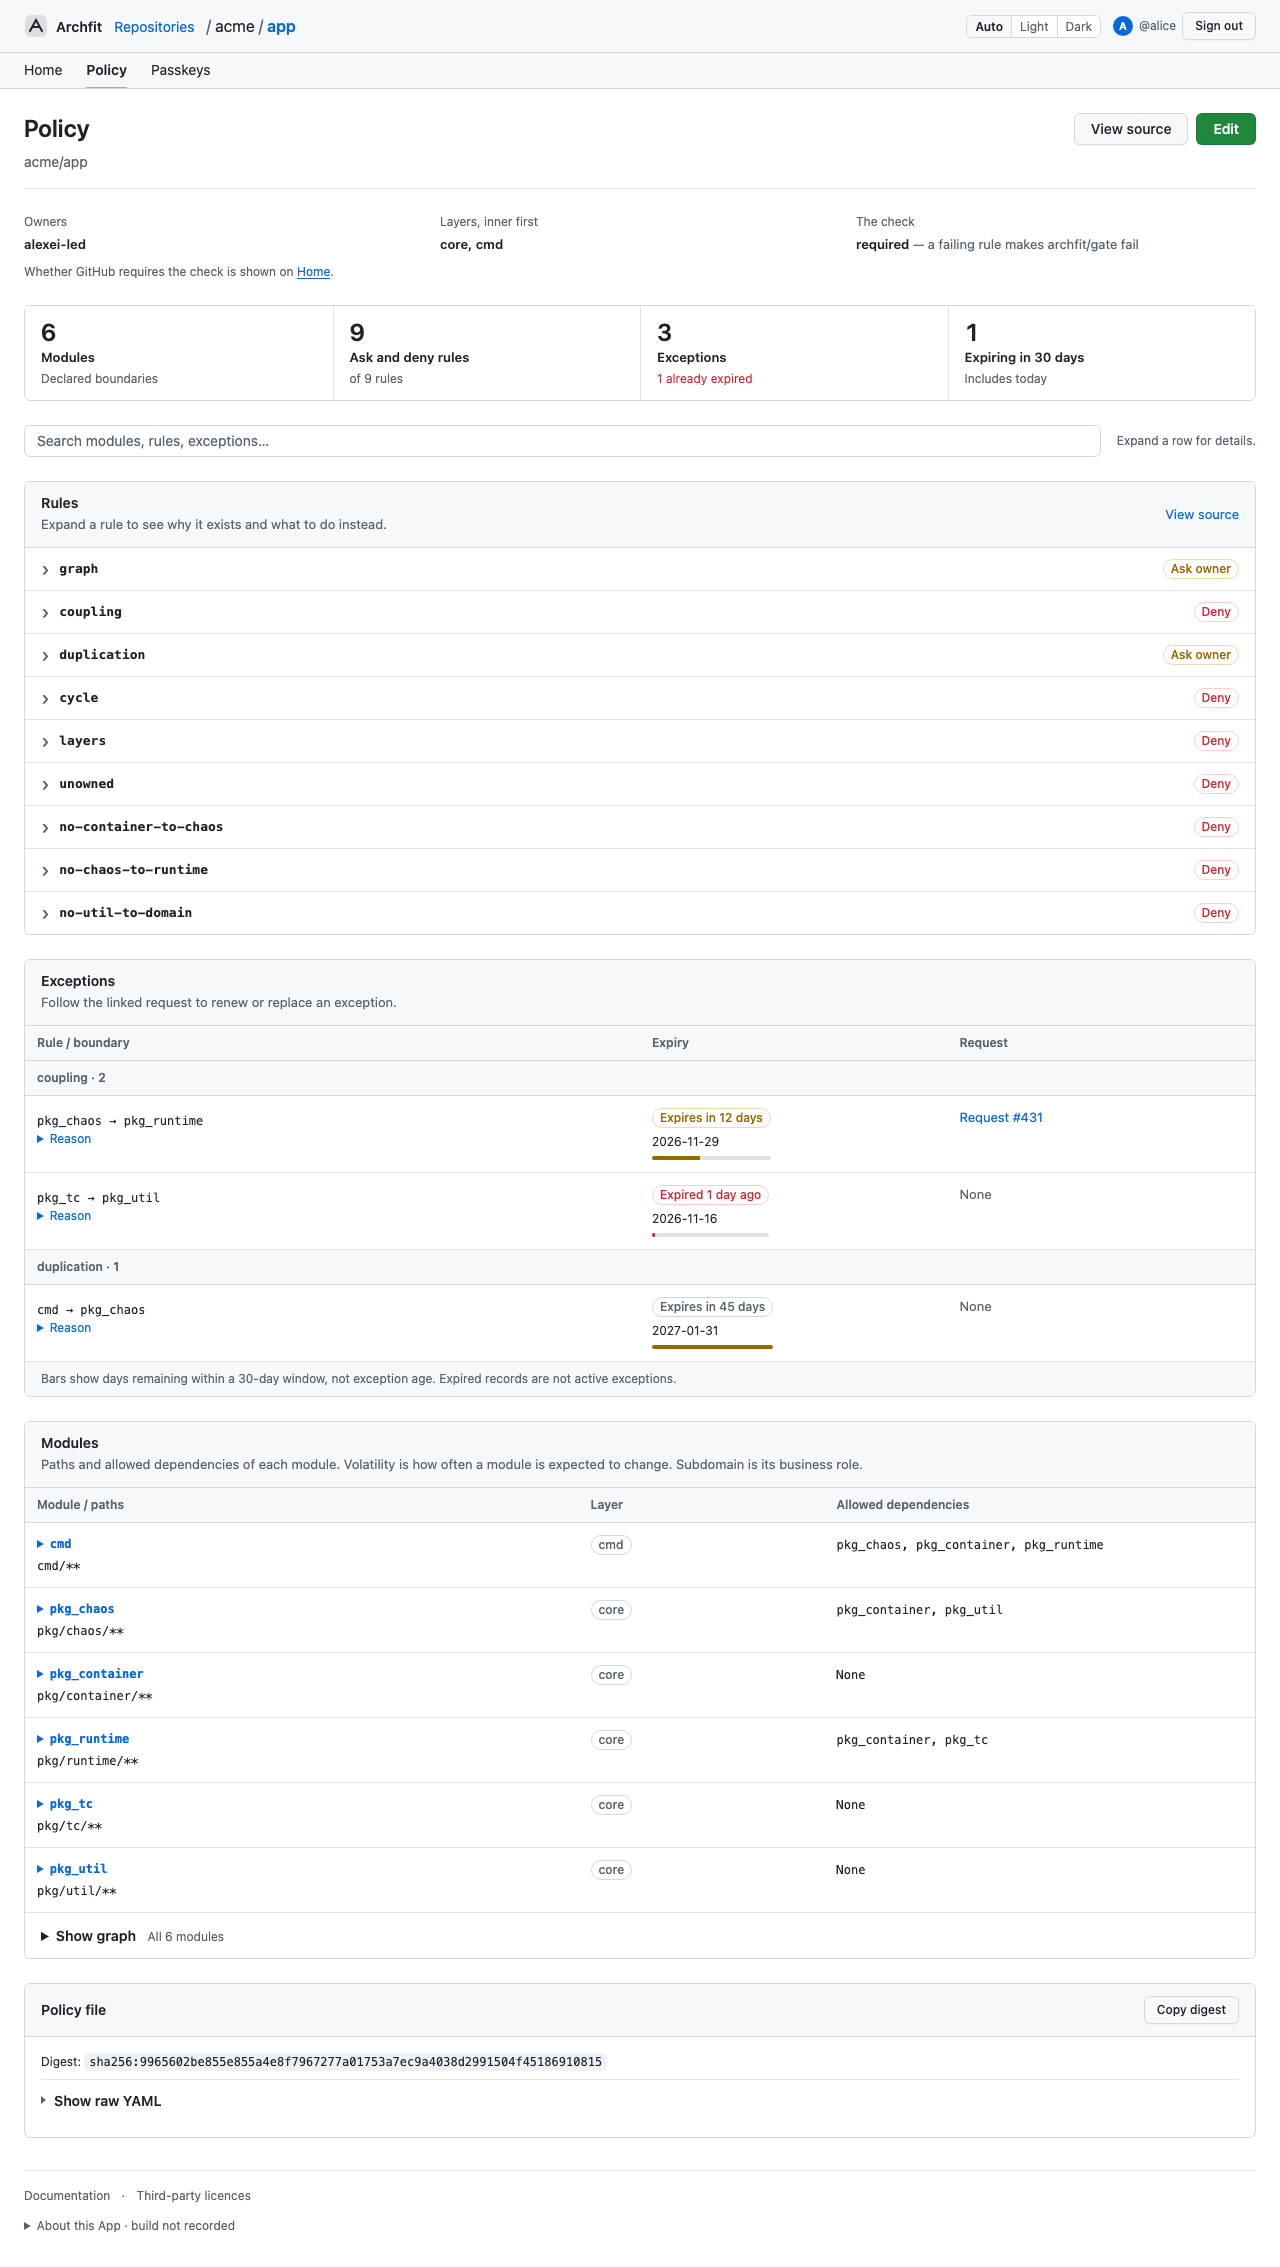 Archfit Repositories / acme / app Auto Light Dark A @alice Sign out
Home Policy Passkeys
Policy View source Edit
acme/app
Owners Layers, inner first The check
alexei-led core, cmd required — a failing rule makes archfit/gate fail
Whether GitHub requires the check is shown on Home.
6 9 3 1
Modules Ask and deny rules Exceptions Expiring in 30 days
Declared boundaries of 9 rules 1 already expired Includes today
Search modules, rules, exceptions... Expand a row for details.
Rules
Expand a rule to see why it exists and what to do instead. View source
graph Ask owner
coupling Deny
duplication Ask owner
cycle Deny
layers Deny
unowned Deny
no-container-to-chaos Deny
no-chaos-to-runtime Deny
no-util-to-domain Deny
Exceptions
Follow the linked request to renew or replace an exception.
Rule / boundary Expiry Request
coupling · 2
pkg_chaos → pkg_runtime Expires in 12 days Request #431
Reason 2026-11-29
pkg_tc → pkg_util Expired 1 day ago None
Reason 2026-11-16
duplication · 1
cmd → pkg_chaos Expires in 45 days None
Reason 2027-01-31
Bars show days remaining within a 30-day window, not exception age. Expired records are not active exceptions.
Modules
Paths and allowed dependencies of each module. Volatility is how often a module is expected to change. Subdomain is its business role.
Module / paths Layer Allowed dependencies
cmd cmd pkg_chaos, pkg_container, pkg_runtime
cmd/**
pkg_chaos core pkg_container, pkg_util
pkg/chaos/**
pkg_container core None
pkg/container/**
pkg_runtime core pkg_container, pkg_tc
pkg/runtime/**
pkg_tc core None
pkg/tc/**
pkg_util core None
pkg/util/**
Show graph All 6 modules
Policy file Copy digest
Digest: sha256:9965602be855e855a4e8f7967277a01753a7ec9a4038d2991504f45186910815
Show raw YAML
Documentation · Third-party licences
About this App · build not recorded